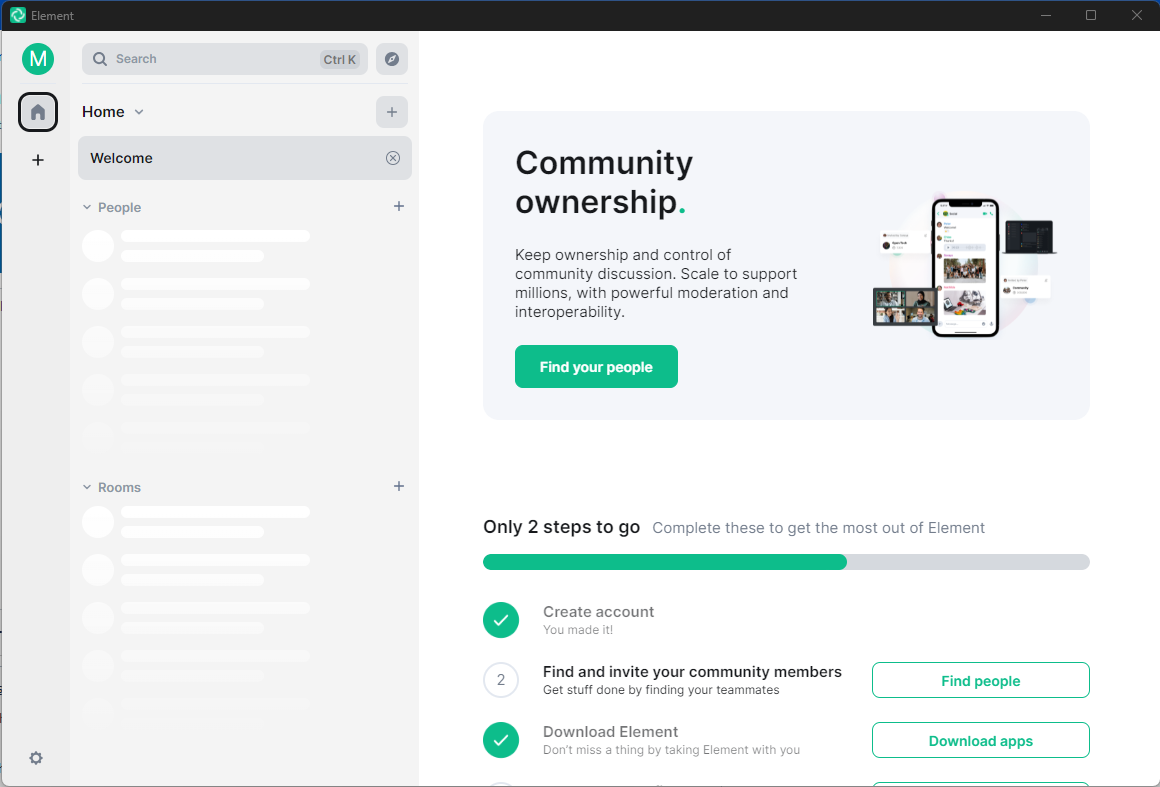 Element
M
Search
Ctrl K
Home
Welcome
People
Rooms
Community
ownership.
Keep ownership and control of
community discussion. Scale to support
millions, with powerful moderation and
interoperability.
Find your people
Only 2 steps to go Complete these to get the most out of Element
Create account
You made it!
2
Find and invite your community members
Get stuff done by finding your teammates
Find people
Download Element
Don't miss a thing by taking Element with you
Download apps